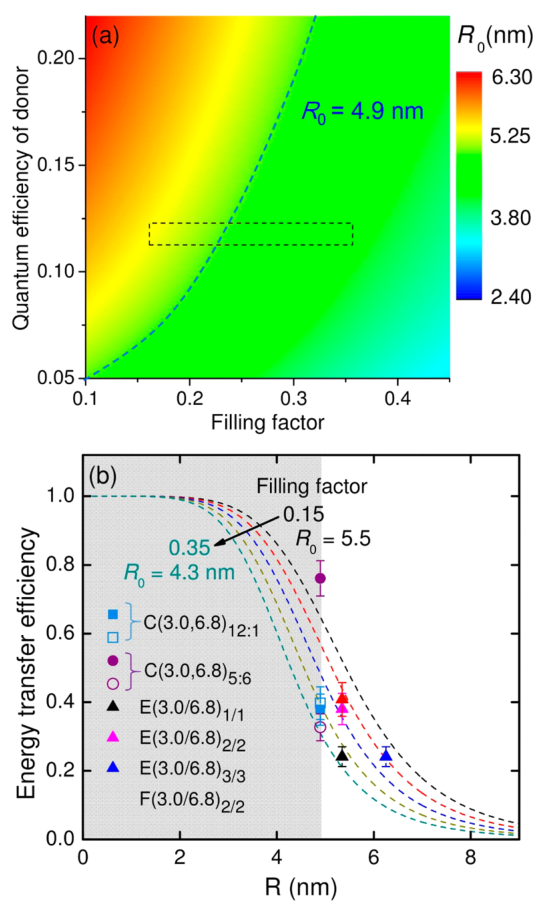 (a)
R₀(nm)
6.30
5.25
3.80
2.40
R₀ = 4.9 nm
Quantum efficiency of donor
0.20
0.15
0.10
0.05
0.1 0.2 0.3 0.4
Filling factor
(b)
Filling factor
0.15
R₀ = 5.5
0.35
R₀ = 4.3 nm
C(3.0,6.8)₁₂:₁
C(3.0,6.8)₅:₆
E(3.0/6.8)₁/₁
E(3.0/6.8)₂/₂
E(3.0/6.8)₃/₃
F(3.0/6.8)₂/₂
Energy transfer efficiency
1.0
0.8
0.6
0.4
0.2
0.0
0 2 4 6 8
R (nm)